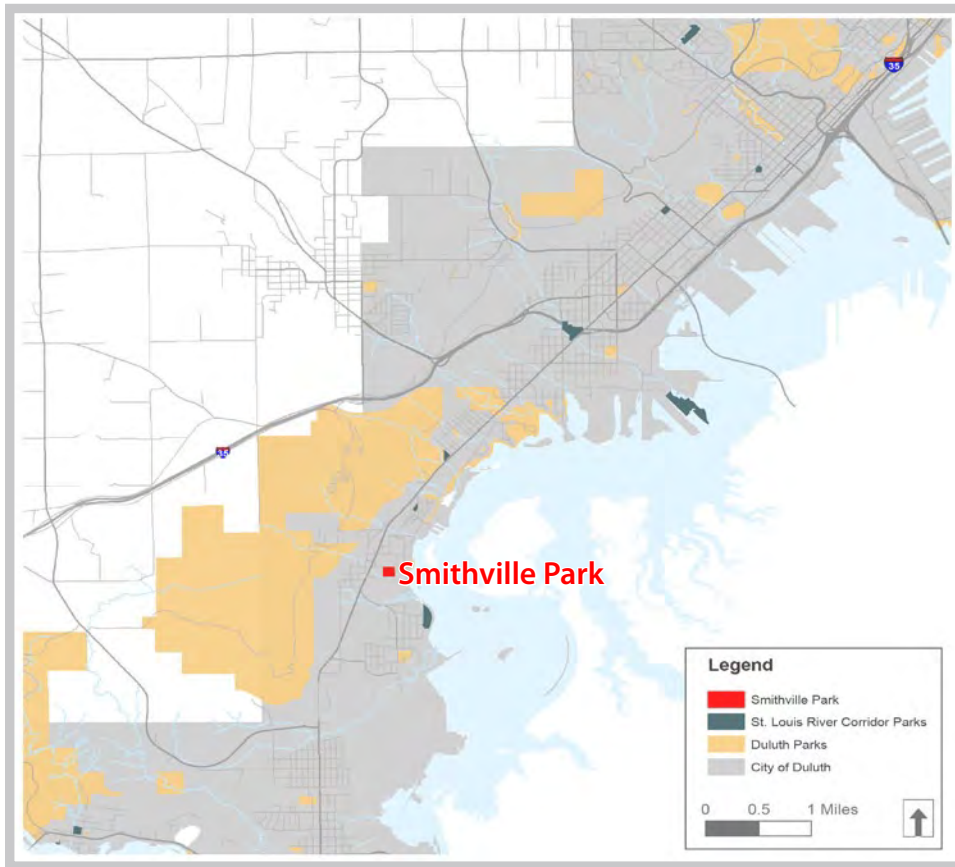 35
35
Smithville Park
Legend
Smithville Park
St. Louis River Corridor Parks
Duluth Parks
City of Duluth
0 0.5 1 Miles